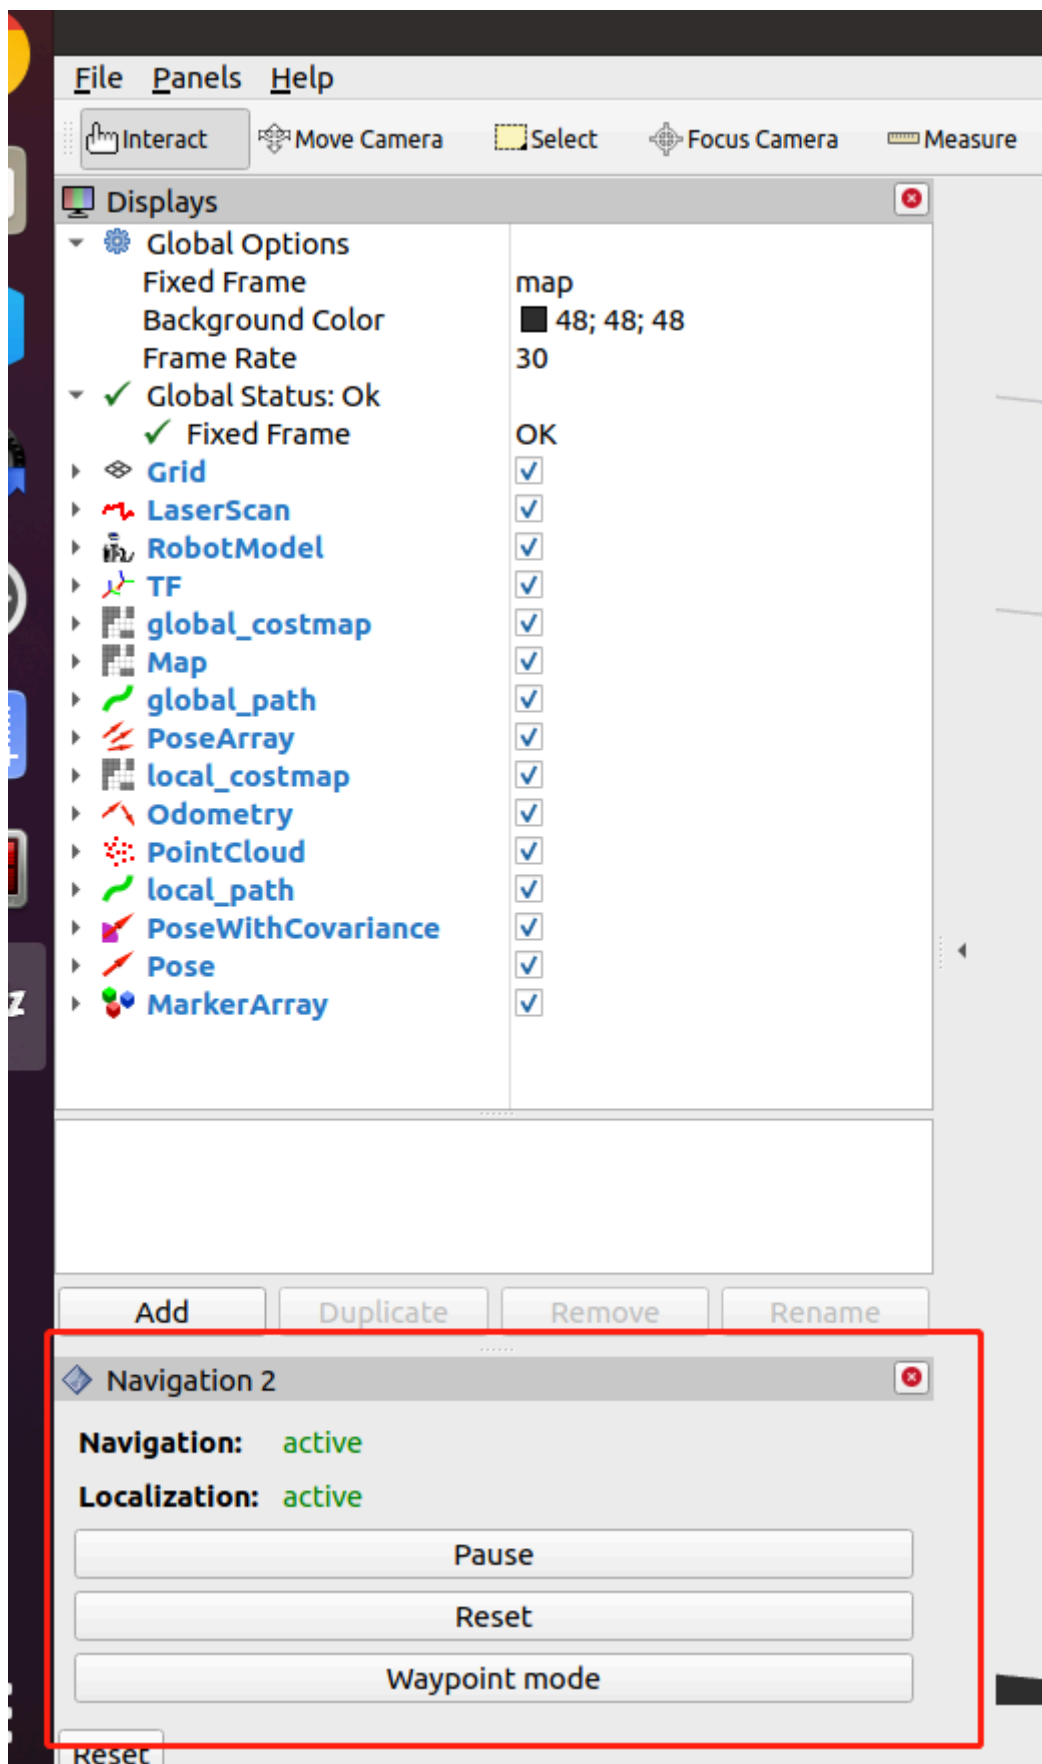 File Panels Help
Interact Move Camera Select Focus Camera Measure
Displays
Global Options
Fixed Frame map
Background Color 48; 48; 48
Frame Rate 30
Global Status: Ok
Fixed Frame OK
Grid
LaserScan
RobotModel
TF
global_costmap
Map
global_path
PoseArray
local_costmap
Odometry
PointCloud
local_path
PoseWithCovariance
Pose
MarkerArray
Add Duplicate Remove Rename
Navigation 2
Navigation: active
Localization: active
Pause
Reset
Waypoint mode
Reset